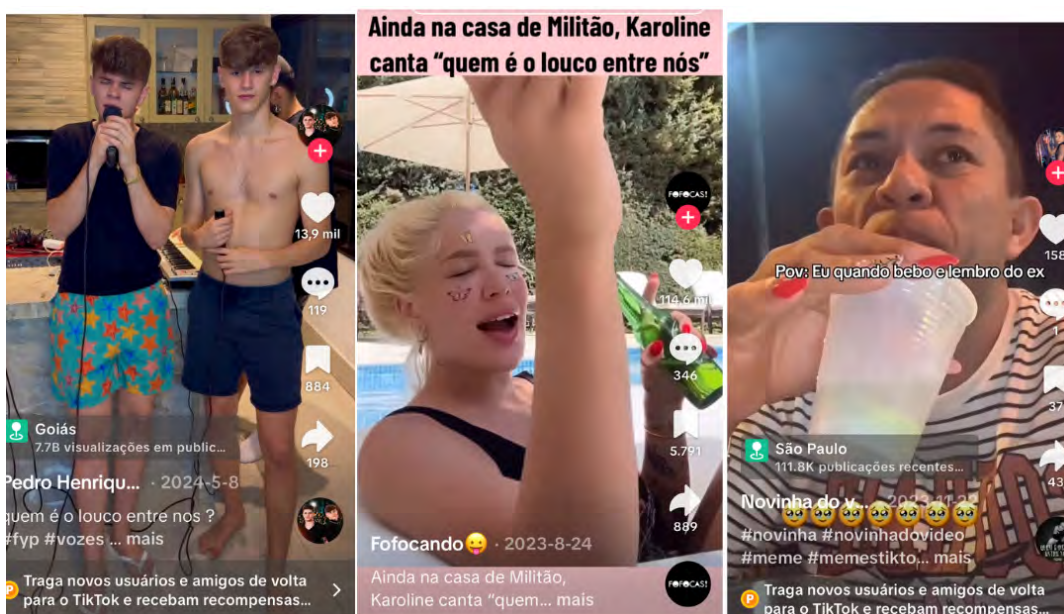 13,9 mil
119
884
198
Goiás
7.7B visualizações em public...
Pedro Henriqu... · 2024-5-8
quem é o louco entre nos ?
#fyp #vozes ... mais
Traga novos usuários e amigos de volta
para o TikTok e recebam recompensas...
Ainda na casa de Militão, Karoline
canta “quem é o louco entre nós”
FOFOCAS!
114,6 mil
346
5.791
889
Fofocando😛 · 2023-8-24
Ainda na casa de Militão,
Karoline canta “quem... mais
FOFOCAS!
Pov: Eu quando bebo e lembro do ex
158
1
37
43
São Paulo
111.8K publicações recentes...
Novinha do v...
🥹🥹🥹🥹🥹🥹🥹
#novinha #novinhadovideo
#meme #memestikto... mais
P Traga novos usuários e amigos de volta
para o TikTok e recebam recompensas...